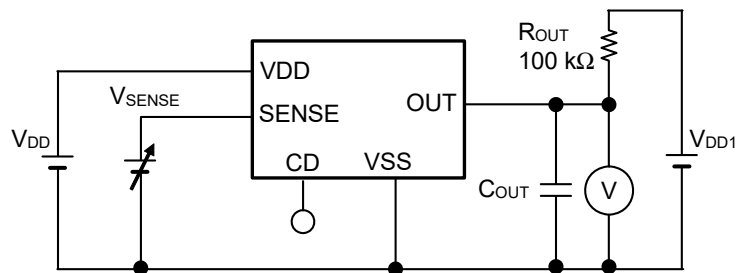 ROUT
100 kΩ
VDD
VSENSE
SENSE
OUT
VDD
VDD1
CD
VSS
COUT
V